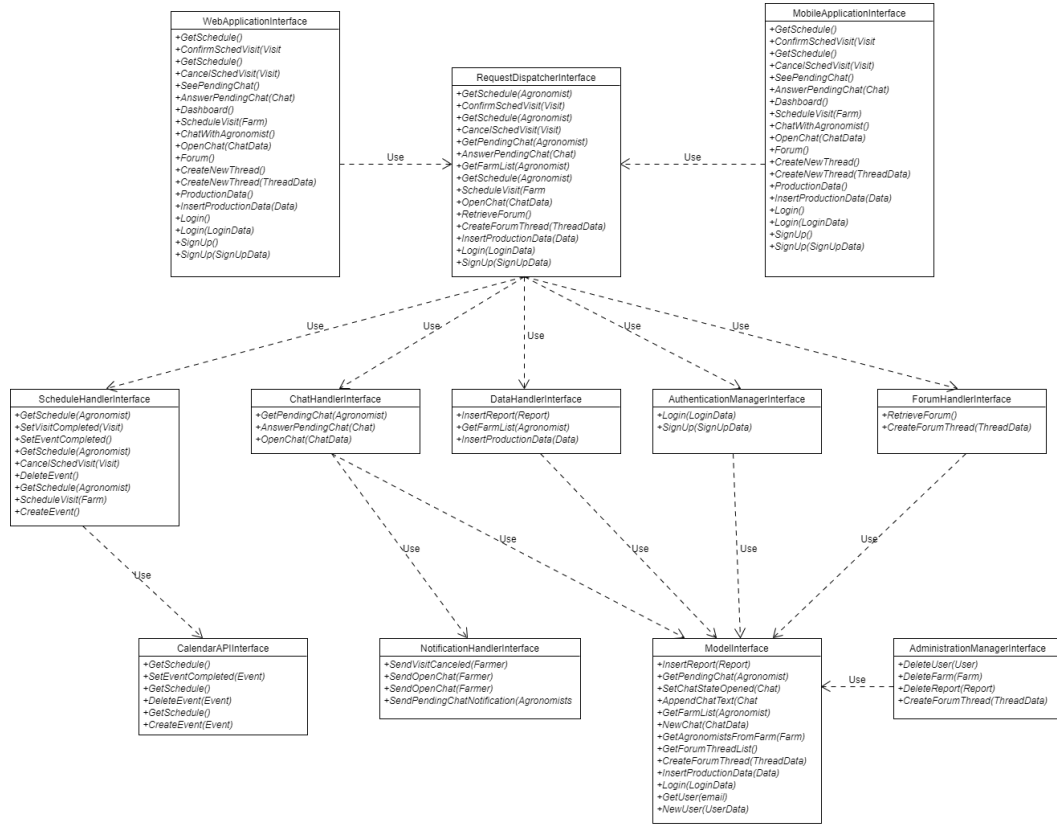 WebApplicationInterface
+GetSchedule()
+ConfirmSchedVisit(Visit
+GetSchedule()
+CancelSchedVisit(Visit)
+SeePendingChat()
+AnswerPendingChat(Chat)
+Dashboard()
+ScheduleVisit(Farm)
+ChatWithAgronomist()
+OpenChat(ChatData)
+Forum()
+CreateNewThread()
+CreateNewThread(ThreadData)
+ProductionData()
+InsertProductionData(Data)
+Login()
+Login(LoginData)
+SignUp()
+SignUp(SignUpData)
Use
RequestDispatcherInterface
+GetSchedule(Agronomist)
+ConfirmSchedVisit(Visit)
+GetSchedule(Agronomist)
+CancelSchedVisit(Visit)
+GetPendingChat(Agronomist)
+AnswerPendingChat(Chat)
+GetFarmList(Agronomist)
+GetSchedule(Agronomist)
+ScheduleVisit(Farm
+OpenChat(ChatData)
+RetrieveForum()
+CreateForumThread(ThreadData)
+InsertProductionData(Data)
+Login(LoginData)
+SignUp(SignUpData)
Use
MobileApplicationInterface
+GetSchedule()
+ConfirmSchedVisit(Visit
+GetSchedule()
+CancelSchedVisit(Visit)
+SeePendingChat()
+AnswerPendingChat(Chat)
+Dashboard()
+ScheduleVisit(Farm)
+ChatWithAgronomist()
+OpenChat(ChatData)
+Forum()
+CreateNewThread()
+CreateNewThread(ThreadData)
+ProductionData()
+InsertProductionData(Data)
+Login()
+Login(LoginData)
+SignUp()
+SignUp(SignUpData)
Use
Use
Use
Use
Use
ScheduleHandlerInterface
+GetSchedule(Agronomist)
+SetVisitCompleted(Visit)
+SetEventCompleted()
+GetSchedule(Agronomist)
+CancelSchedVisit(Visit)
+DeleteEvent()
+GetSchedule(Agronomist)
+ScheduleVisit(Farm)
+CreateEvent()
ChatHandlerInterface
+GetPendingChat(Agronomist)
+AnswerPendingChat(Chat)
+OpenChat(ChatData)
DataHandlerInterface
+InsertReport(Report)
+GetFarmList(Agronomist)
+InsertProductionData(Data)
AuthenticationManagerInterface
+Login(LoginData)
+SignUp(SignUpData)
ForumHandlerInterface
+RetrieveForum()
+CreateForumThread(ThreadData)
Use
Use
Use
Use
Use
Use
CalendarAPIInterface
+GetSchedule()
+SetEventCompleted(Event)
+GetSchedule()
+DeleteEvent(Event)
+GetSchedule()
+CreateEvent(Event)
NotificationHandlerInterface
+SendVisitCanceled(Farmer)
+SendOpenChat(Farmer)
+SendOpenChat(Farmer)
+SendPendingChatNotification(Agronomists
ModelInterface
+InsertReport(Report)
+GetPendingChat(Agronomist)
+SetChatStateOpened(Chat)
+AppendChatText(Chat
+GetFarmList(Agronomist)
+NewChat(ChatData)
+GetAgronomistsFromFarm(Farm)
+GetForumThreadList()
+CreateForumThread(ThreadData)
+InsertProductionData(Data)
+Login(LoginData)
+GetUser(email)
+NewUser(UserData)
Use
AdministrationManagerInterface
+DeleteUser(User)
+DeleteFarm(Farm)
+DeleteReport(Report)
+CreateForumThread(ThreadData)